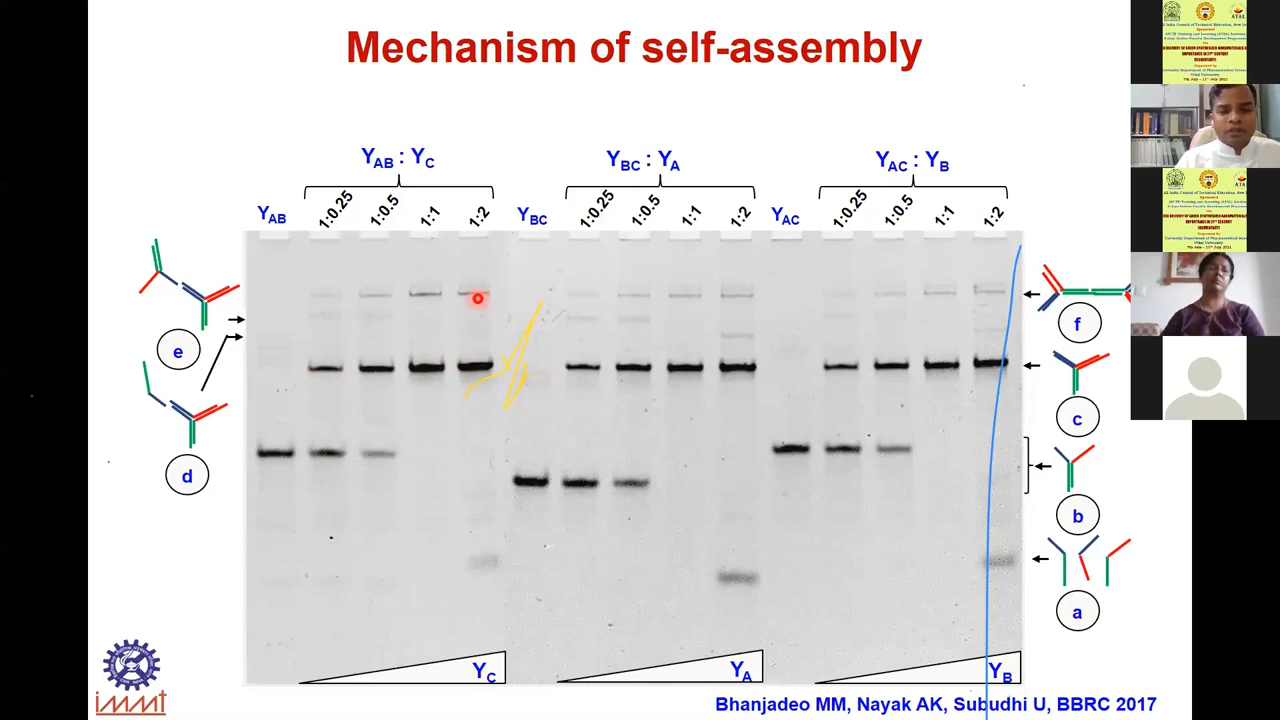 Mechanism of self-assembly
YAB : YC
YBC : YA
YAC : YB
YAB
1:0.25
1:0.5
1:1
1:2
YBC
1:0.25
1:0.5
1:1
1:2
YAC
1:0.25
1:0.5
1:1
1:2
e
d
f
c
b
a
YC
YA
YB
immt
Bhanjadeo MM, Nayak AK, Subudhi U, BBRC 2017